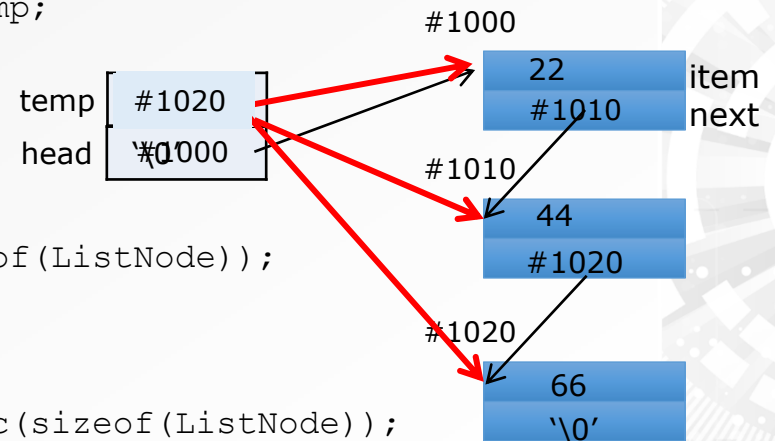 mp;
#1000
22 item
temp #1020
#1010 next
head #1000
#1010
44
of(ListNode));
#1020
#1020
66
c(sizeof(ListNode));
‘\0’